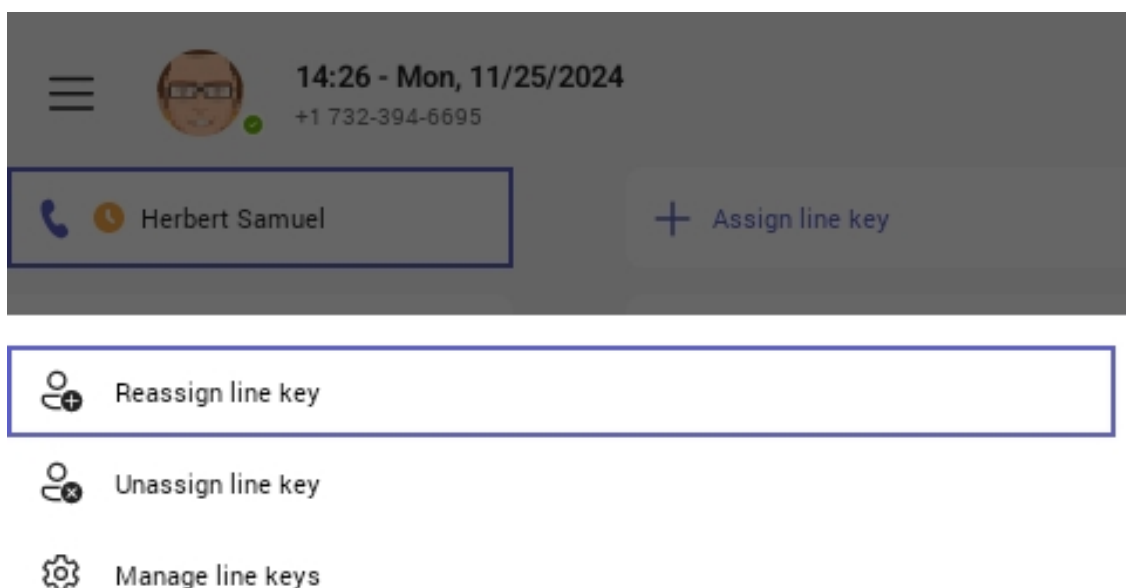 14:26 - Mon, 11/25/2024
+1 732-394-6695
Herbert Samuel
Assign line key
Reassign line key
Unassign line key
Manage line keys